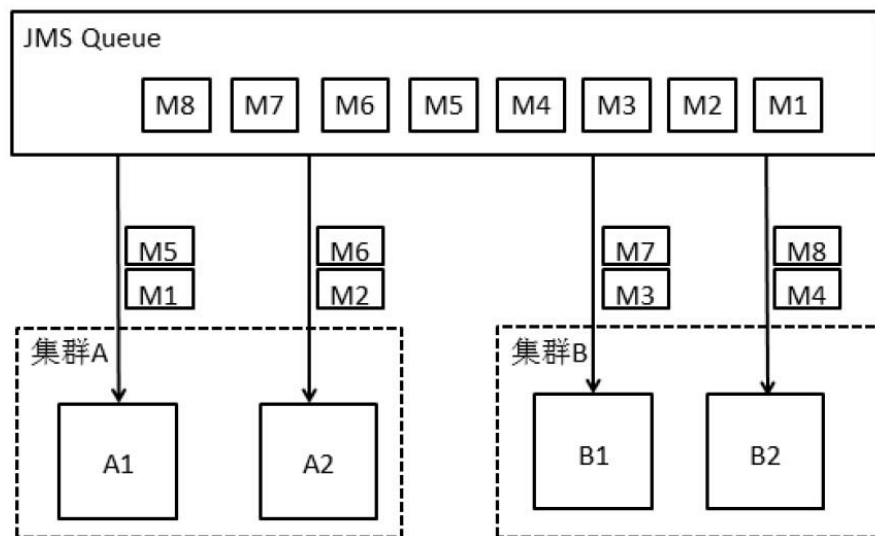 JMS Queue
M8 M7 M6 M5 M4 M3 M2 M1
M5 M6 M7 M8
M1 M2 M3 M4
集群A 集群B
A1 A2 B1 B2